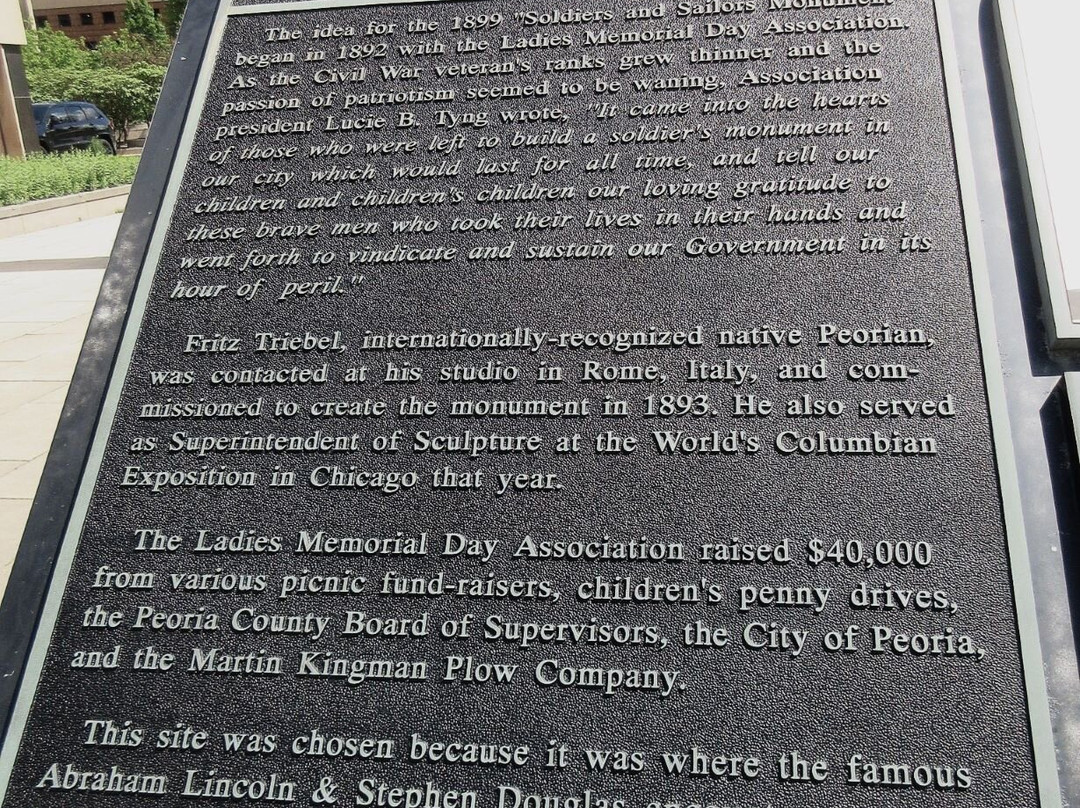 The idea for the 1899 "Soldiers and Sailors Monument
began in 1892 with the Ladies Memorial Day Association.
As the Civil War veteran's ranks grew thinner and the
passion of patriotism seemed to be waning, Association
president Lucie B. Tyng wrote, "It came into the hearts
of those who were left to build a soldier's monument in
our city which would last for all time, and tell our
children and children's children our loving gratitude to
these brave men who took their lives in their hands and
went forth to vindicate and sustain our Government in its
hour of peril."
Fritz Triebel, internationally-recognized native Peorian,
was contacted at his studio in Rome, Italy, and com-
missioned to create the monument in 1893. He also served
as Superintendent of Sculpture at the World's Columbian
Exposition in Chicago that year.
The Ladies Memorial Day Association raised $40,000
from various picnic fund-raisers, children's penny drives,
the Peoria County Board of Supervisors, the City of Peoria,
and the Martin Kingman Plow Company.
This site was chosen because it was where the famous
Abraham Lincoln & Stephen Douglas